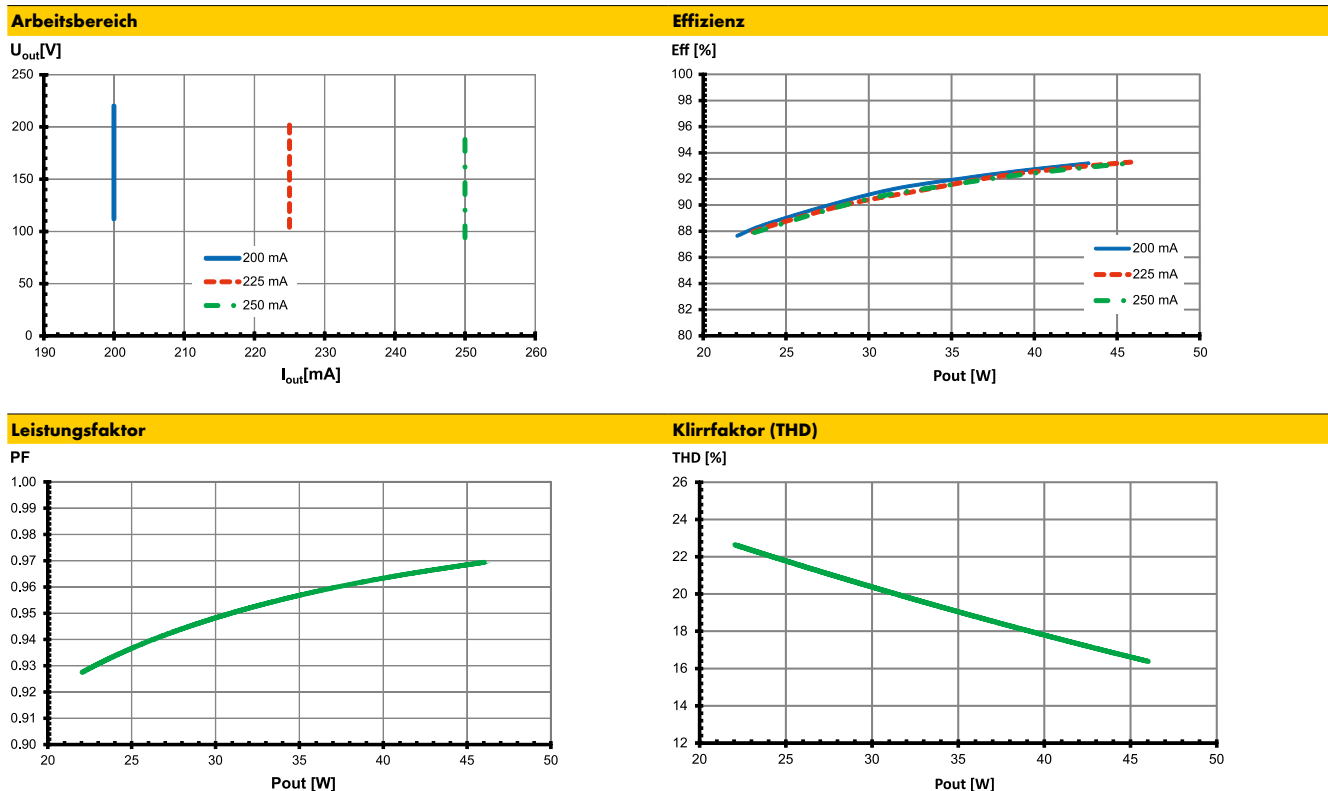 Arbeitsbereich
U_out[V]
250
200
150
100
50
0
200 mA
225 mA
250 mA
190 200 210 220 230 240 250 260
I_out[mA]
Effizienz
Eff [%]
100
98
96
94
92
90
88
86
84
82
80
200 mA
225 mA
250 mA
20 25 30 35 40 45 50
Pout [W]
Leistungsfaktor
PF
1,00
0.99
0.98
0.97
0.96
0.95
0.94
0.93
0.92
0.91
0.90
20 25 30 35 40 45 50
Pout [W]
Klirrfaktor (THD)
THD [%]
26
24
22
20
18
16
14
12
20 25 30 35 40 45 50
Pout [W]